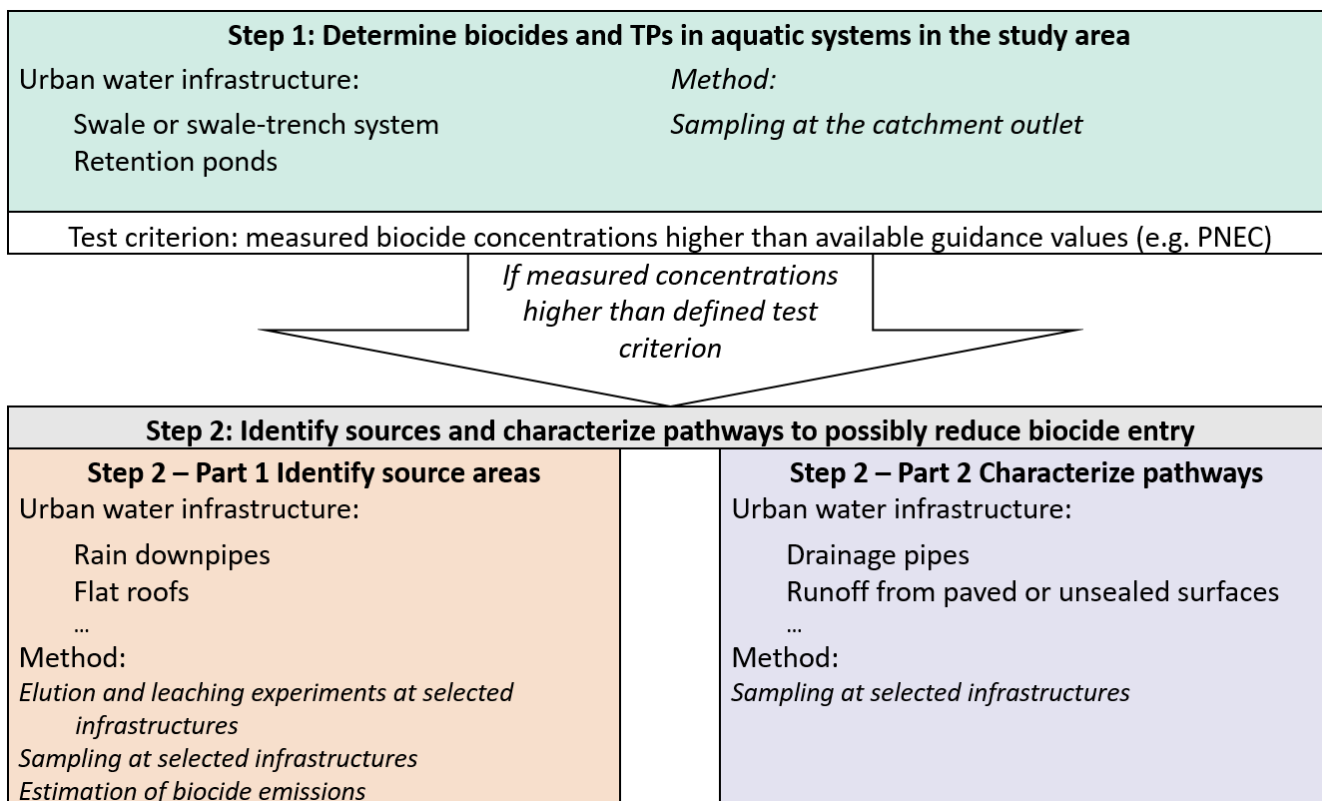 Step 1: Determine biocides and TPs in aquatic systems in the study area
Urban water infrastructure:
Swale or swale-trench system
Retention ponds
Method:
Sampling at the catchment outlet
Test criterion: measured biocide concentrations higher than available guidance values (e.g. PNEC)
If measured concentrations
higher than defined test
criterion
Step 2: Identify sources and characterize pathways to possibly reduce biocide entry
Step 2 – Part 1 Identify source areas
Urban water infrastructure:
Rain downpipes
Flat roofs
...
Method:
Elution and leaching experiments at selected
infrastructures
Sampling at selected infrastructures
Estimation of biocide emissions
Step 2 – Part 2 Characterize pathways
Urban water infrastructure:
Drainage pipes
Runoff from paved or unsealed surfaces
...
Method:
Sampling at selected infrastructures